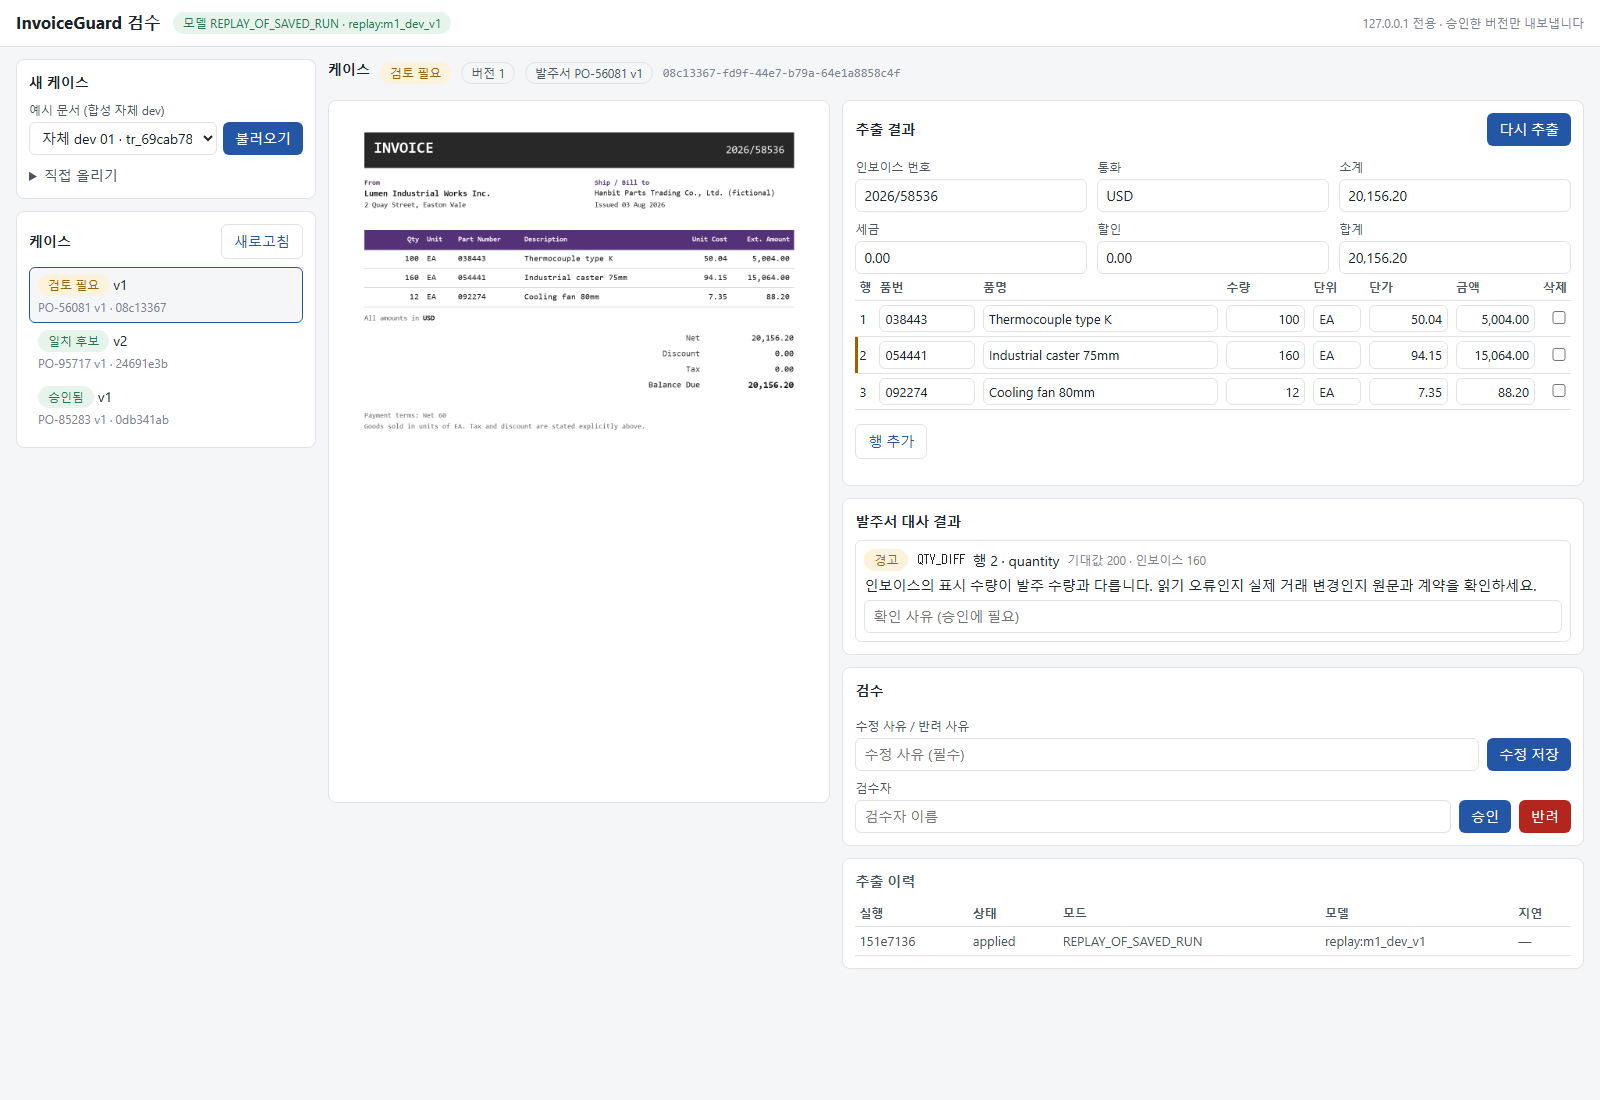 InvoiceGuard 검수
모델 REPLAY_OF_SAVED_RUN · replay:m1_dev_v1
127.0.0.1 전용 · 승인한 버전만 내보냅니다
새 케이스
예시 문서 (합성 자체 dev)
자체 dev 01 · tr_69cab78
불러오기
▶ 직접 올리기
케이스
새로고침
검토 필요 v1
PO-56081 v1 · 08c13367
일치 후보 v2
PO-95717 v1 · 24691e3b
승인됨 v1
PO-85283 v1 · 0db341ab
케이스 검토 필요 버전 1 발주서 PO-56081 v1 08c13367-fd9f-44e7-b79a-64e1a8858c4f
INVOICE 2026/58536
From
Lumen Industrial Works Inc.
2 Quay Street, Easton Vale
Ship / Bill to
Hanbit Parts Trading Co., Ltd. (fictional)
Issued 03 Aug 2026
Qty Unit Part Number Description Unit Cost Ext. Amount
100 EA 038443 Thermocouple type K 50.04 5,004.00
160 EA 054441 Industrial caster 75mm 94.15 15,064.00
12 EA 092274 Cooling fan 80mm 7.35 88.20
All amounts in USD
Net 20,156.20
Discount 0.00
Tax 0.00
Balance Due 20,156.20
Payment terms: Net 60
Goods sold in units of EA. Tax and discount are stated explicitly above.
추출 결과
다시 추출
인보이스 번호 통화 소계
2026/58536 USD 20,156.20
세금 할인 합계
0.00 0.00 20,156.20
행 품번 품명 수량 단위 단가 금액 삭제
1 038443 Thermocouple type K 100 EA 50.04 5,004.00
2 054441 Industrial caster 75mm 160 EA 94.15 15,064.00
3 092274 Cooling fan 80mm 12 EA 7.35 88.20
행 추가
발주서 대사 결과
경고 QTY_DIFF 행 2 · quantity 기대값 200 · 인보이스 160
인보이스의 표시 수량이 발주 수량과 다릅니다. 읽기 오류인지 실제 거래 변경인지 원문과 계약을 확인하세요.
확인 사유 (승인에 필요)
검수
수정 사유 / 반려 사유
수정 사유 (필수)
수정 저장
검수자
검수자 이름
승인
반려
추출 이력
실행 상태 모드 모델 지연
151e7136 applied REPLAY_OF_SAVED_RUN replay:m1_dev_v1 —